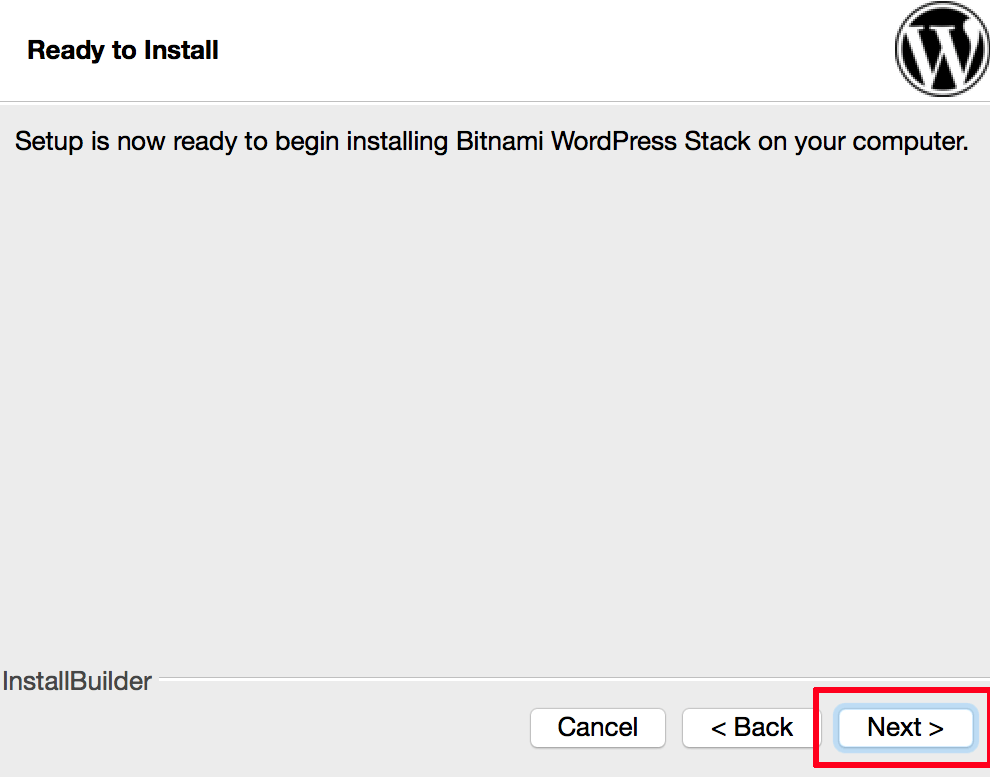 Ready to Install
Setup is now ready to begin installing Bitnami WordPress Stack on your computer.
InstallBuilder
Cancel
< Back
Next >